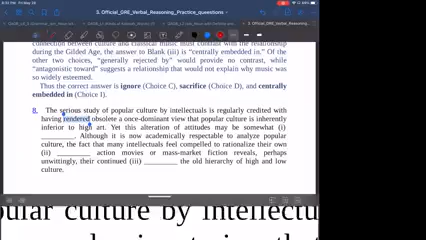 3. Official_GRE_Verbal_Reasoning_Practice_quesstions
connection between culture and classical music must contrast with the relationship
during the Gilded Age, the answer to Blank (iii) is “centrally embedded in.” Of the
other two choices, “generally rejected by” would provide no contrast, while
“antagonistic toward” suggests a relationship that would not explain why music was
so widely esteemed.
Thus the correct answer is ignore (Choice C), sacrifice (Choice D), and centrally
embedded in (Choice I).
8. The serious study of popular culture by intellectuals is regularly credited with
having rendered obsolete a once-dominant view that popular culture is inherently
inferior to high art. Yet this alteration of attitudes may be somewhat (i)
________. Although it is now academically respectable to analyze popular
culture, the fact that many intellectuals feel compelled to rationalize their own
(ii) ________ action movies or mass-market fiction reveals, perhaps
unwittingly, their continued (iii) ________ the old hierarchy of high and low
culture.
ular culture by intellectu